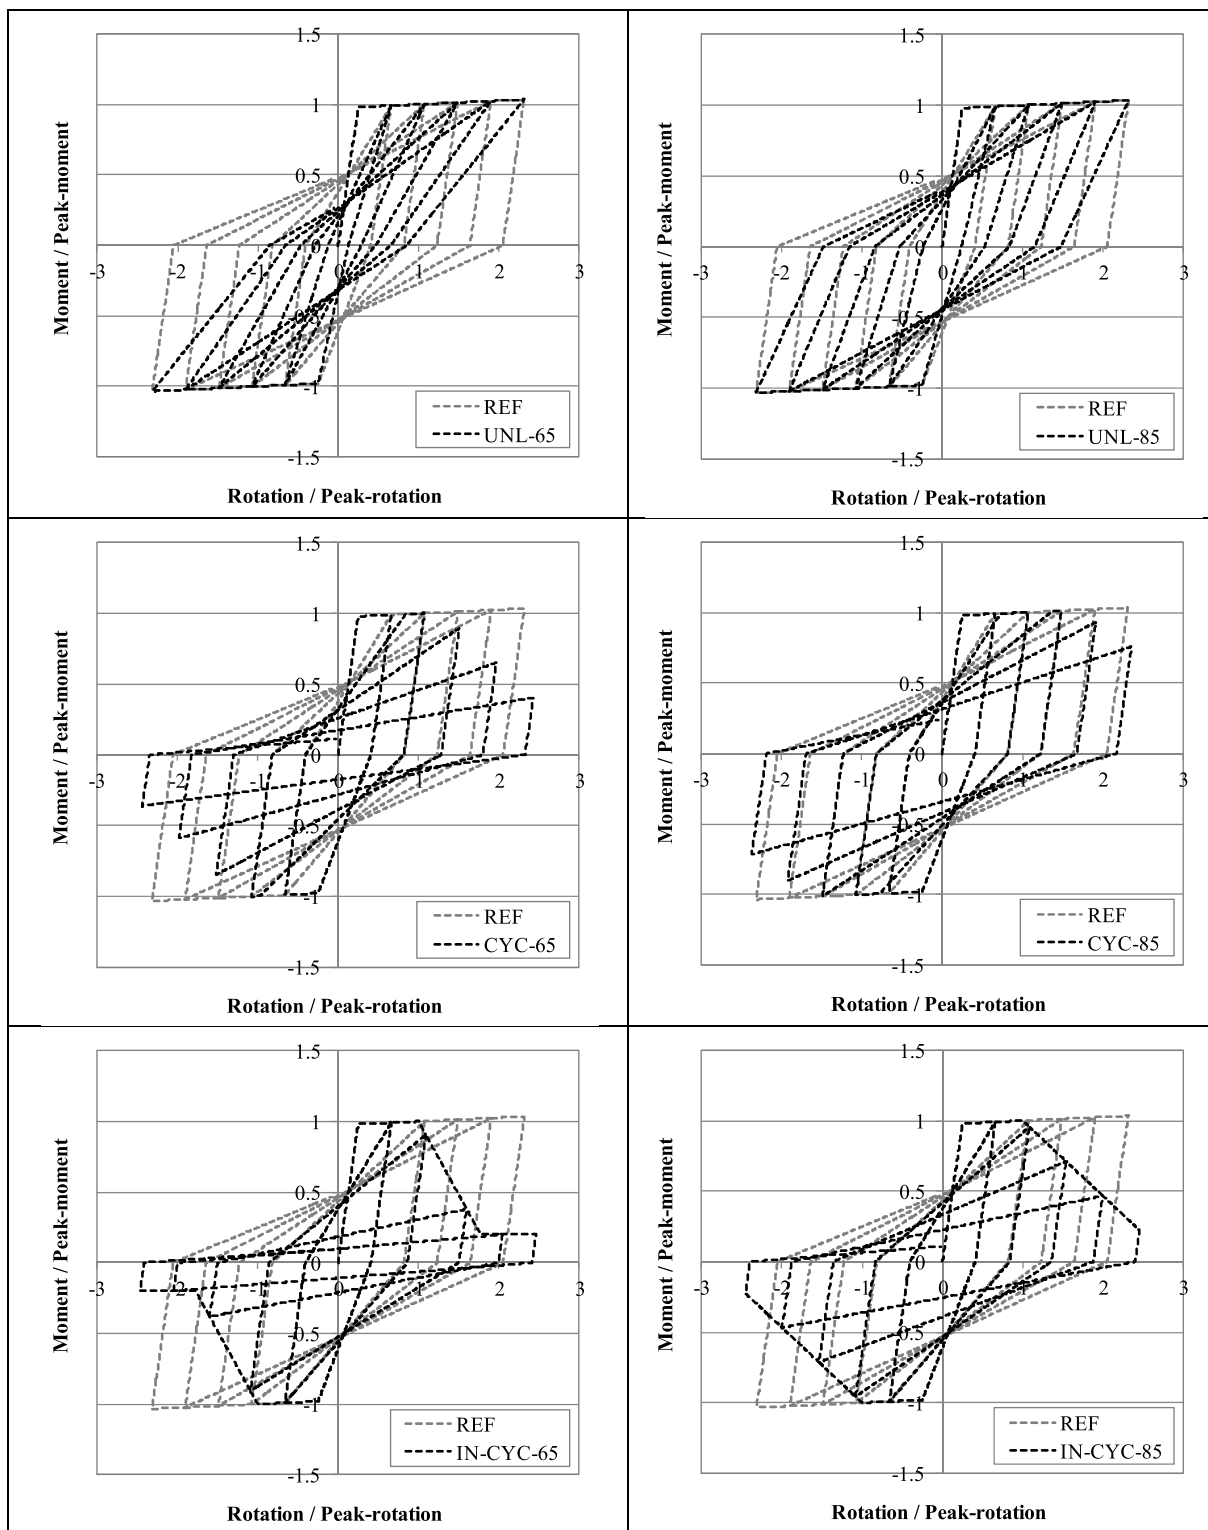 1.5
1
0.5
0
-3 -2 -1 0 1 2 3
-0.5
-1
-1.5
Moment / Peak-moment
Rotation / Peak-rotation
REF
UNL-65
1.5
1
0.5
0
-3 -2 -1 0 1 2 3
-0.5
-1
-1.5
Moment / Peak-moment
Rotation / Peak-rotation
REF
UNL-85
1.5
1
0.5
0
-3 -2 -1 0 1 2 3
-0.5
-1
-1.5
Moment / Peak-moment
Rotation / Peak-rotation
REF
CYC-65
1.5
1
0.5
0
-3 -2 -1 0 1 2 3
-0.5
-1
-1.5
Moment / Peak-moment
Rotation / Peak-rotation
REF
CYC-85
1.5
1
0.5
0
-3 -2 -1 0 1 2 3
-0.5
-1
-1.5
Moment / Peak-moment
Rotation / Peak-rotation
REF
IN-CYC-65
1.5
1
0.5
0
-3 -2 -1 0 1 2 3
-0.5
-1
-1.5
Moment / Peak-moment
Rotation / Peak-rotation
REF
IN-CYC-85